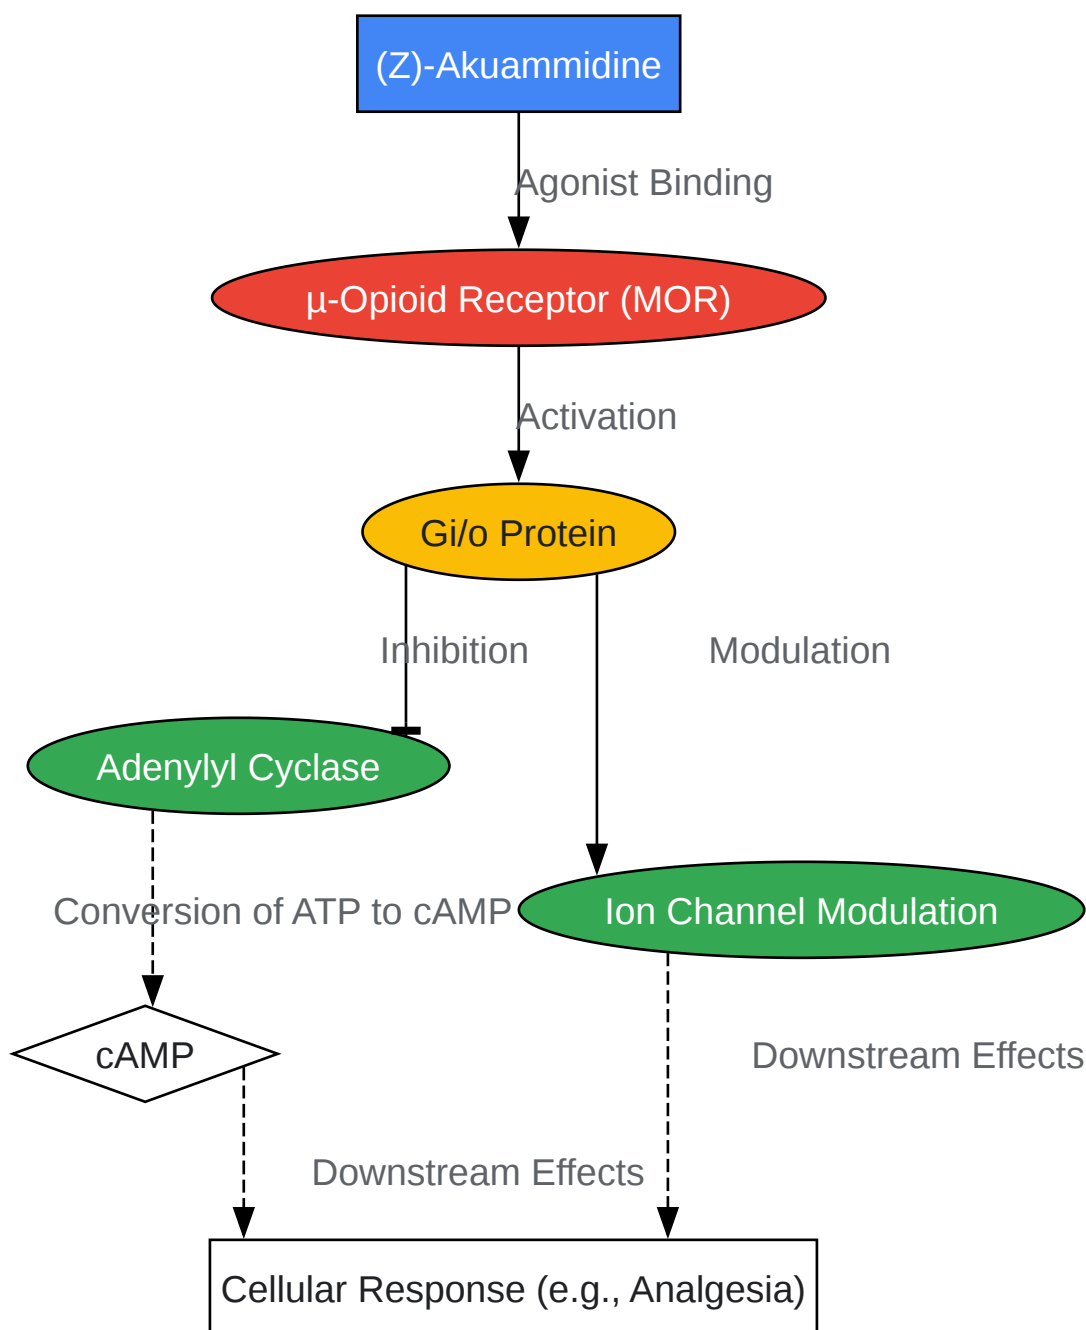 (Z)-Akuammidine
Agonist Binding
µ-Opioid Receptor (MOR)
Activation
Gi/o Protein
Inhibition
Modulation
Adenylyl Cyclase
Conversion of ATP to cAMP
Ion Channel Modulation
cAMP
Downstream Effects
Downstream Effects
Cellular Response (e.g., Analgesia)